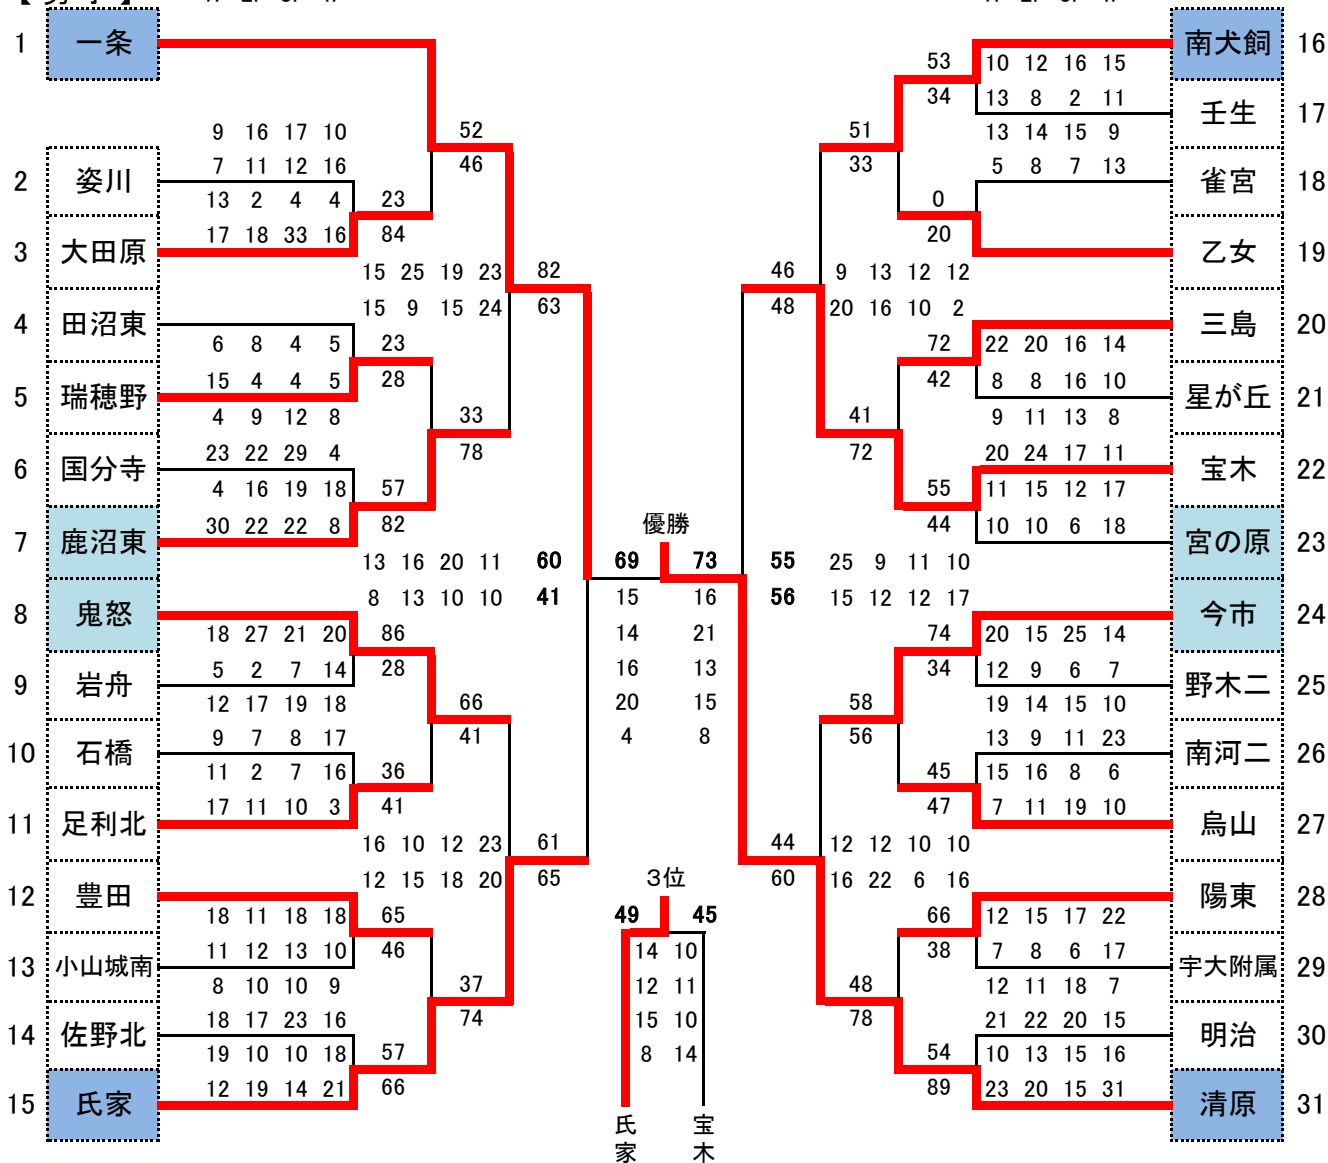 【 男 子 】
1 一条
16 南犬飼
53
10 12 16 15
34
13 8 2 11
17 壬生
9 16 17 10
52
51
13 14 15 9
7 11 12 16
46
33
5 8 7 13
2 姿川
18 雀宮
13 2 4 4
23
0
17 18 33 16
84
20
3 大田原
19 乙女
15 25 19 23
82
46
9 13 12 12
15 9 15 24
63
48
20 16 10 2
4 田沼東
20 三島
6 8 4 5
23
72
22 20 16 14
15 4 4 5
28
42
8 8 16 10
5 瑞穂野
21 星が丘
4 9 12 8
33
41
9 11 13 8
23 22 29 4
78
72
20 24 17 11
6 国分寺
22 宝木
4 16 19 18
57
55
11 15 12 17
30 22 22 8
82
44
10 10 6 18
7 鹿沼東
優勝
23 宮の原
13 16 20 11
60
69 73
55
25 9 11 10
8 13 10 10
41
15 16
56
15 12 12 17
8 鬼怒
24 今市
18 27 21 20
86
14 21
74
20 15 25 14
5 2 7 14
28
16 13
34
12 9 6 7
9 岩舟
25 野木二
12 17 19 18
66
20 15
58
19 14 15 10
9 7 8 17
41
4 8
56
13 9 11 23
10 石橋
26 南河二
11 2 7 16
36
45
15 16 8 6
17 11 10 3
41
47
7 11 19 10
11 足利北
27 烏山
16 10 12 23
61
44
12 12 10 10
12 15 18 20
65
3位
60
16 22 6 16
12 豊田
28 陽東
18 11 18 18
65
49 45
66
12 15 17 22
11 12 13 10
46
14 10
38
7 8 6 17
13 小山城南
29 宇大附属
8 10 10 9
37
12 11
48
12 11 18 7
18 17 23 16
74
15 10
78
21 22 20 15
14 佐野北
30 明治
19 10 10 18
57
8 14
54
10 13 15 16
12 19 14 21
66
89
23 20 15 31
15 氏家
31 清原
氏家
宝木